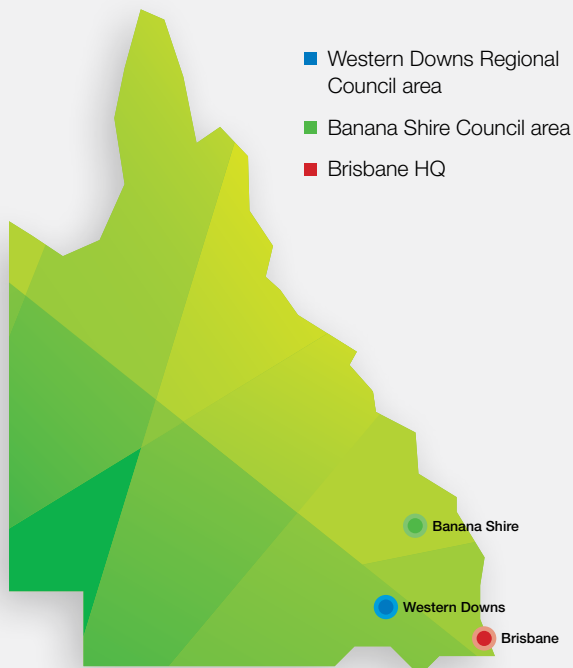 Western Downs Regional
Council area
Banana Shire Council area
Brisbane HQ
Banana Shire
Western Downs
Brisbane